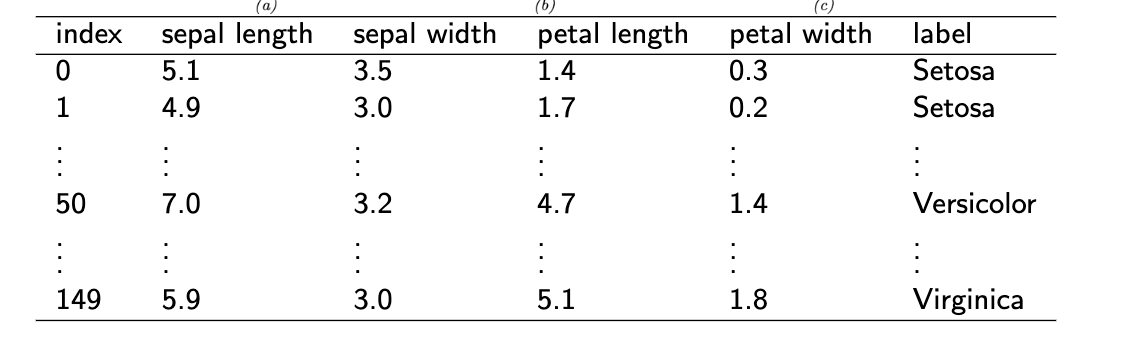 (a) (b) (c)
index sepal length sepal width petal length petal width label
0 5.1 3.5 1.4 0.3 Setosa
1 4.9 3.0 1.7 0.2 Setosa
⋮ ⋮ ⋮ ⋮ ⋮ ⋮
50 7.0 3.2 4.7 1.4 Versicolor
⋮ ⋮ ⋮ ⋮ ⋮ ⋮
149 5.9 3.0 5.1 1.8 Virginica